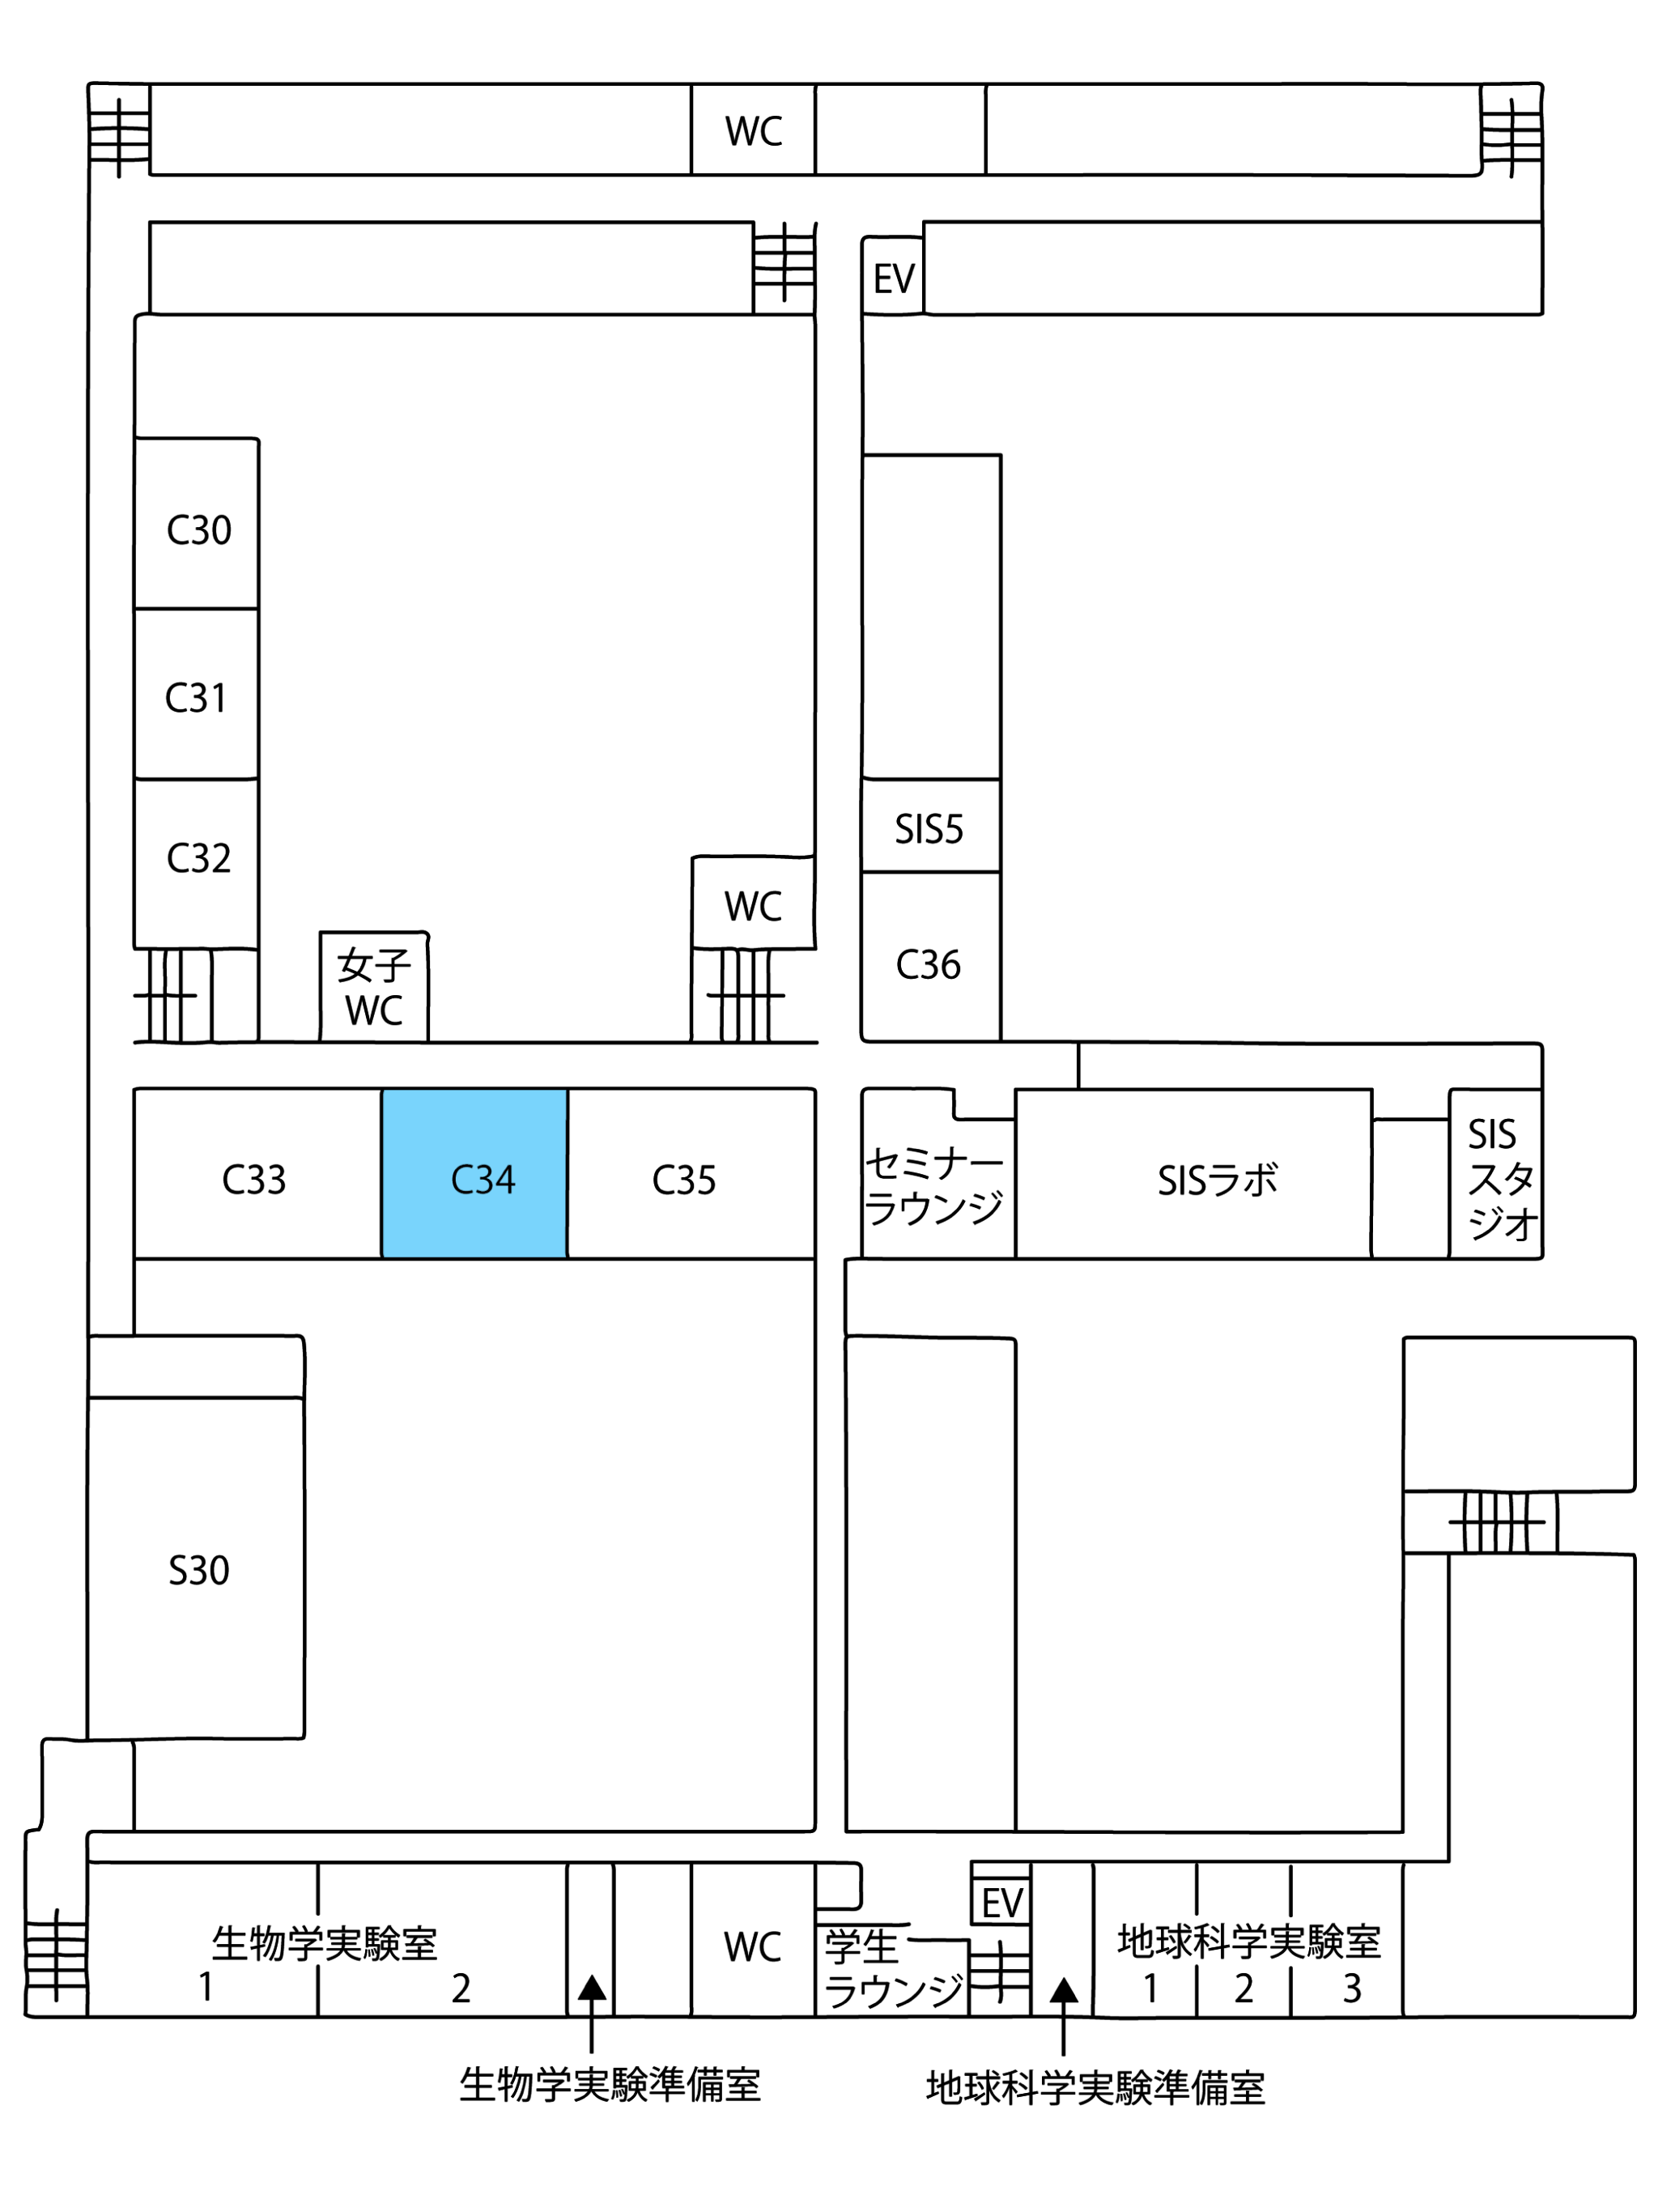 WC
EV
C30
C31
C32
SIS5
WC
女子
WC
C36
C33
C34
C35
セミナー
ラウンジ
SISラボ
SIS
スタ
ジオ
S30
EV
生物学実験室
1
2
WC
学生
ラウンジ
地球科学実験室
1
2
3
生物学実験準備室
地球科学実験準備室